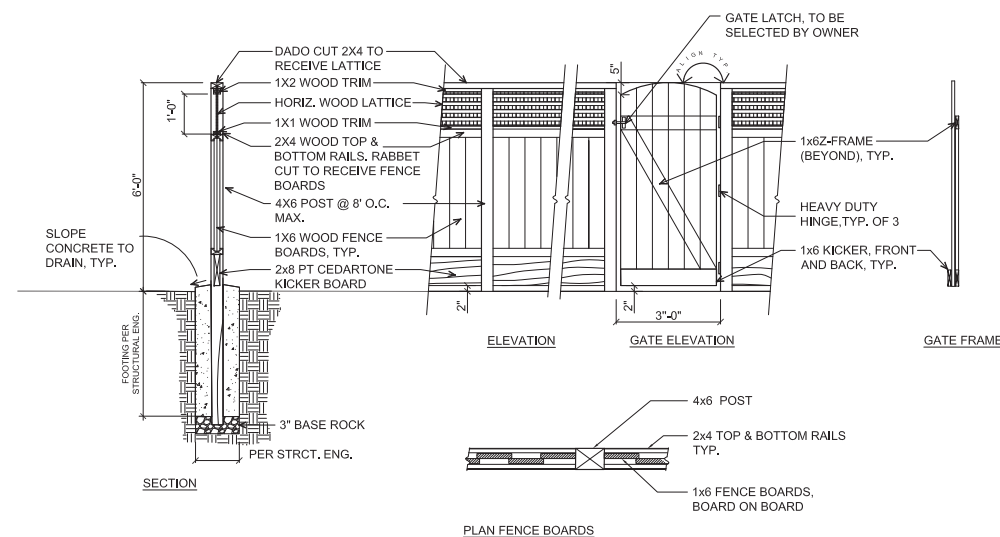 DADO CUT 2X4 TO
RECEIVE LATTICE
1X2 WOOD TRIM
HORIZ. WOOD LATTICE
1X1 WOOD TRIM
2X4 WOOD TOP &
BOTTOM RAILS. RABBET
CUT TO RECEIVE FENCE
BOARDS
4X6 POST @ 8' O.C.
MAX.
1X6 WOOD FENCE
BOARDS, TYP.
2x8 PT CEDARTONE
KICKER BOARD
1'-0"
6'-0"
SLOPE
CONCRETE TO
DRAIN, TYP.
FOOTING PER
STRUCTURAL ENG.
3" BASE ROCK
PER STRCT. ENG.
SECTION
2"
ELEVATION
GATE LATCH, TO BE
SELECTED BY OWNER
5"
ALIGN TYP
1x6Z-FRAME
(BEYOND), TYP.
HEAVY DUTY
HINGE,TYP. OF 3
1x6 KICKER, FRONT
AND BACK, TYP.
2"
3"-0"
GATE ELEVATION
GATE FRAME
4x6 POST
2x4 TOP & BOTTOM RAILS
TYP.
1x6 FENCE BOARDS,
BOARD ON BOARD
PLAN FENCE BOARDS